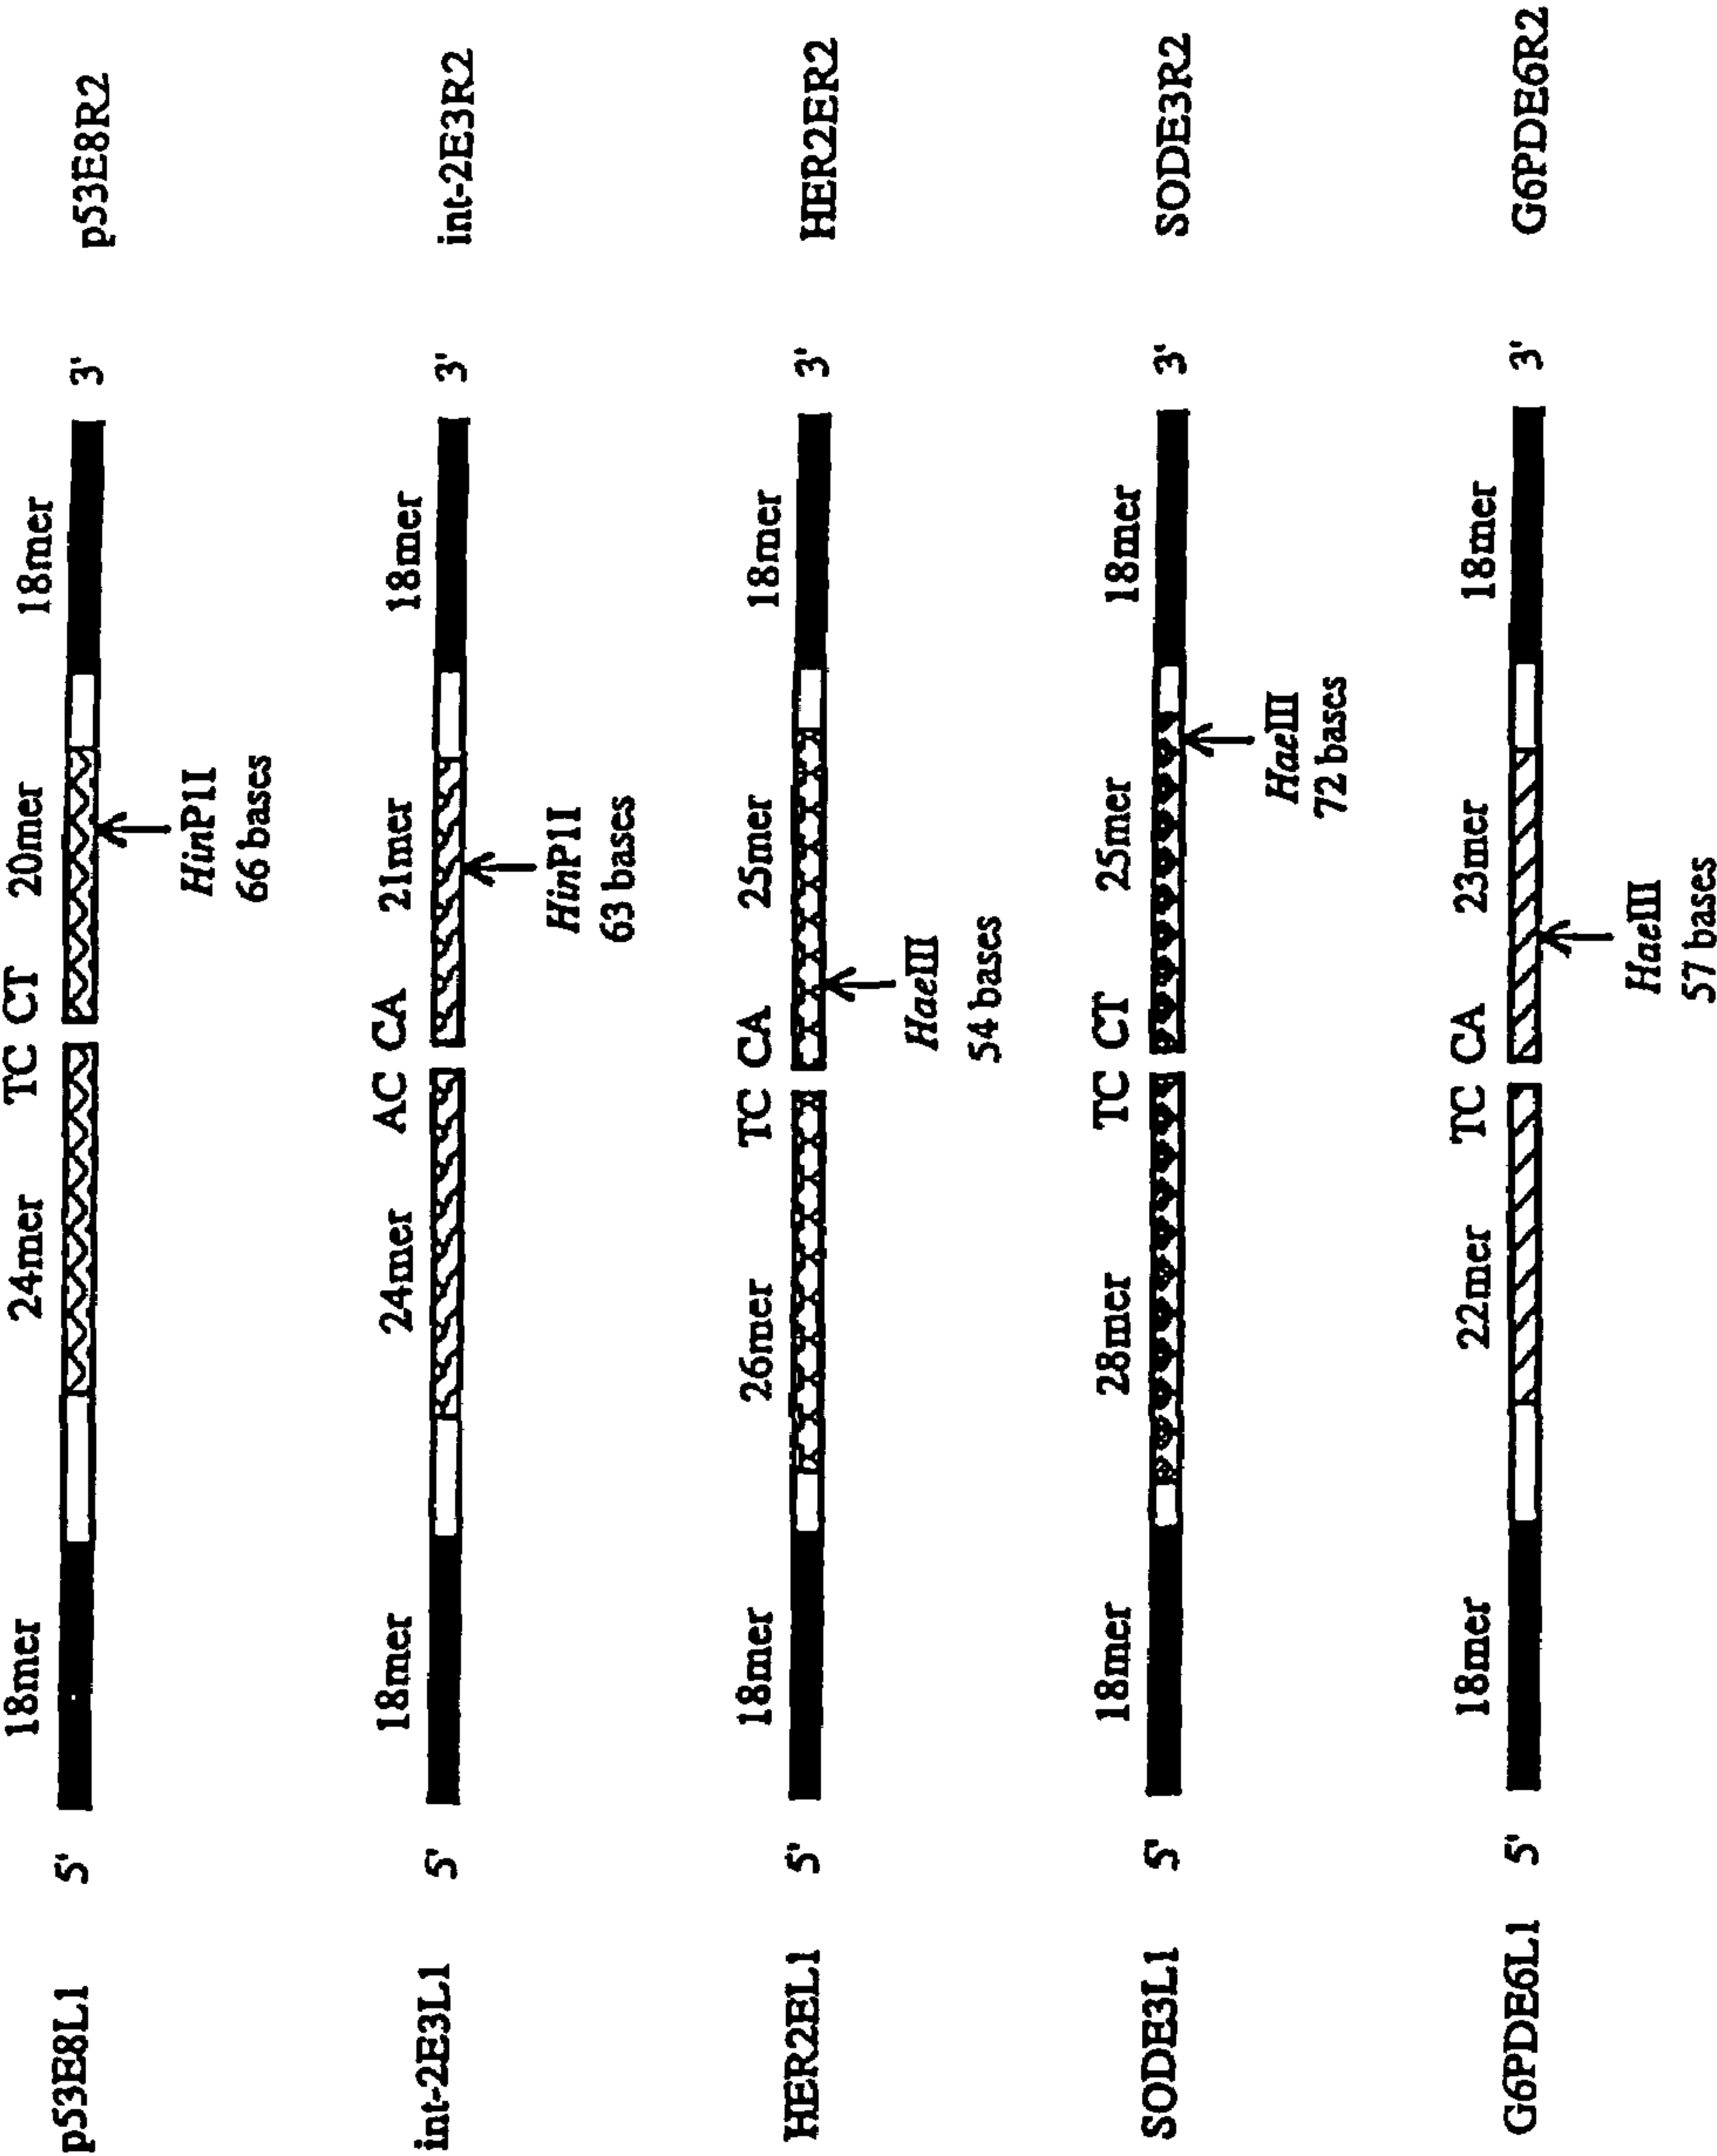 18mer 24mer TC CT 20mer 18mer
p53E8L1 5' 3' p53E8R2
HinP1I
66 bases
18mer 24mer AC CA 21mer 18mer
int-2E3L1 5' 3' int-2E3R2
HinP1I
63 bases
18mer 26mer TC CA 25mer 18mer
HER2EL1 5' 3' HER2ER2
HaeIII
54 bases
18mer 28mer TC CT 25mer 18mer
SODE3L1 5' 3' SODE3R2
HaeIII
72 bases
18mer 22mer TC CA 23mer 18mer
G6PDE6L1 5' 3' G6PDE6R2
HaeIII
57 bases